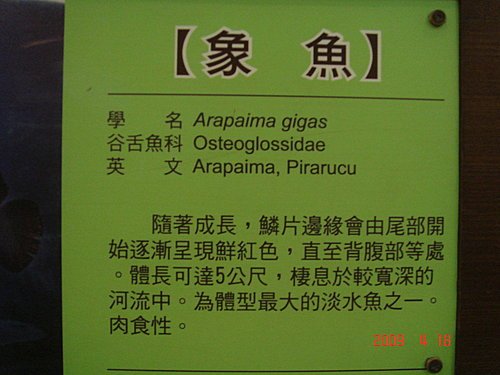 【象 魚】
學 名 Arapaima gigas
谷舌魚科 Osteoglossidae
英 文 Arapaima, Pirarucu
隨著成長，鱗片邊緣會由尾部開
始逐漸呈現鮮紅色，直至背腹部等處
。體長可達5公尺，棲息於較寬深的
河流中。為體型最大的淡水魚之一。
肉食性。